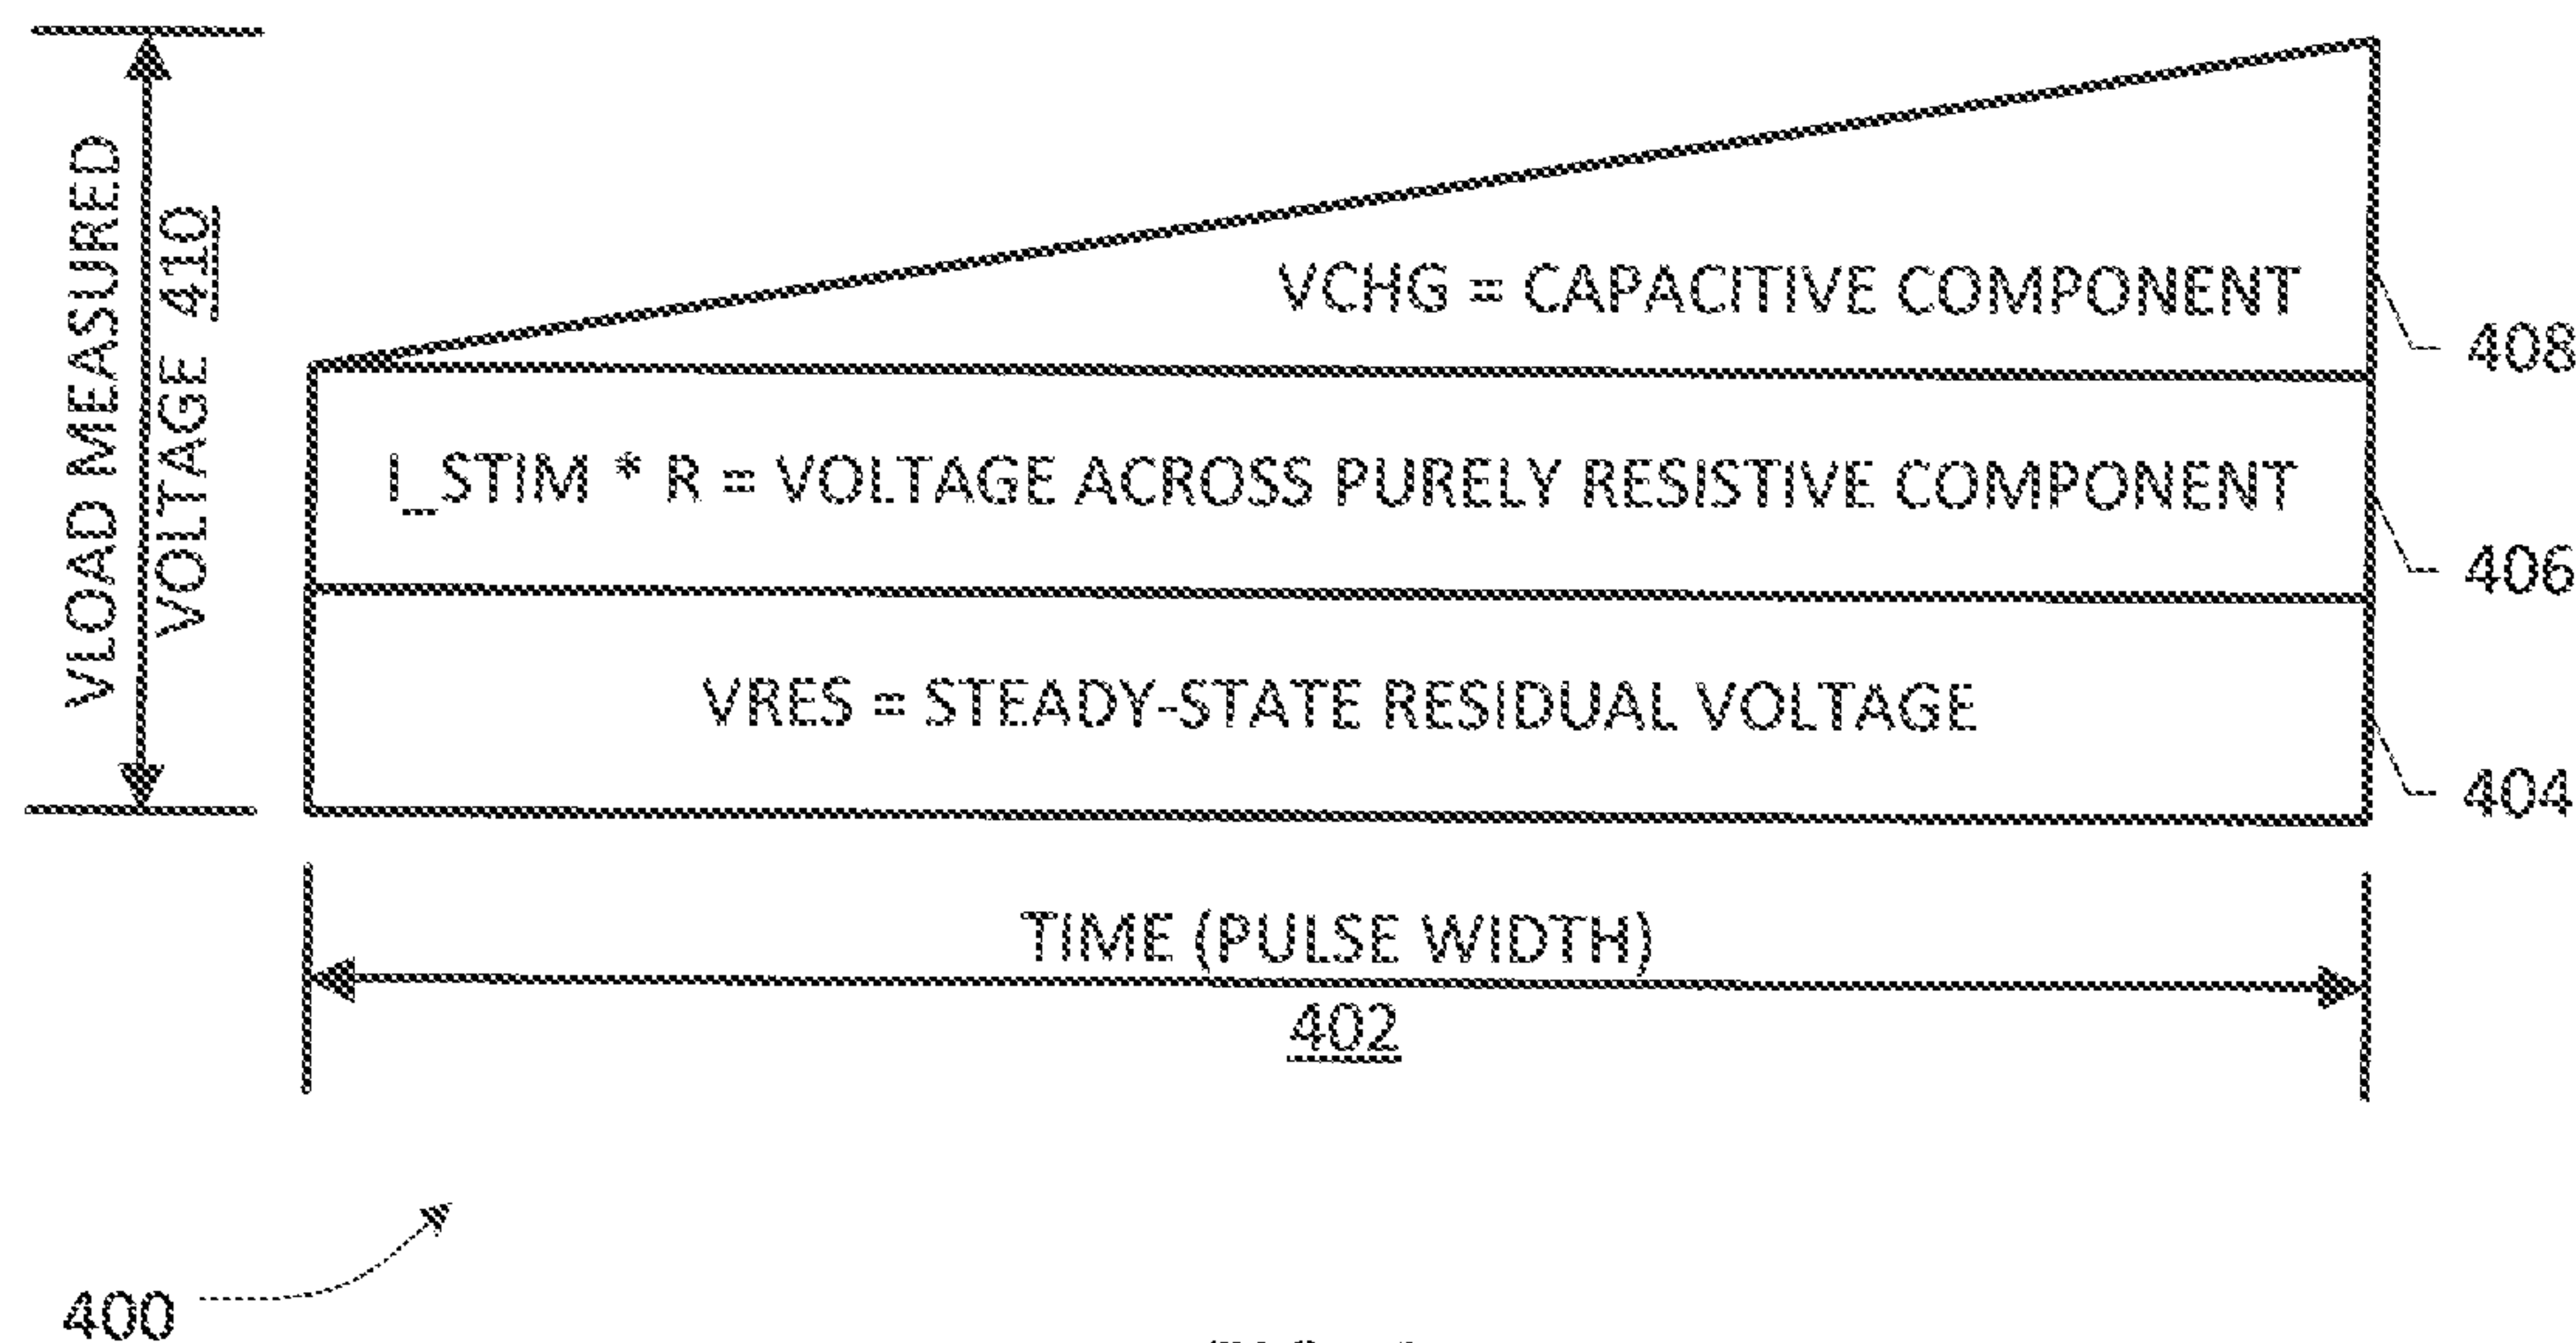 VLOAD MEASURED
VOLTAGE 410
VCHG = CAPACITIVE COMPONENT
408
I_STIM * R = VOLTAGE ACROSS PURELY RESISTIVE COMPONENT
406
VRES = STEADY-STATE RESIDUAL VOLTAGE
404
TIME (PULSE WIDTH)
402
400